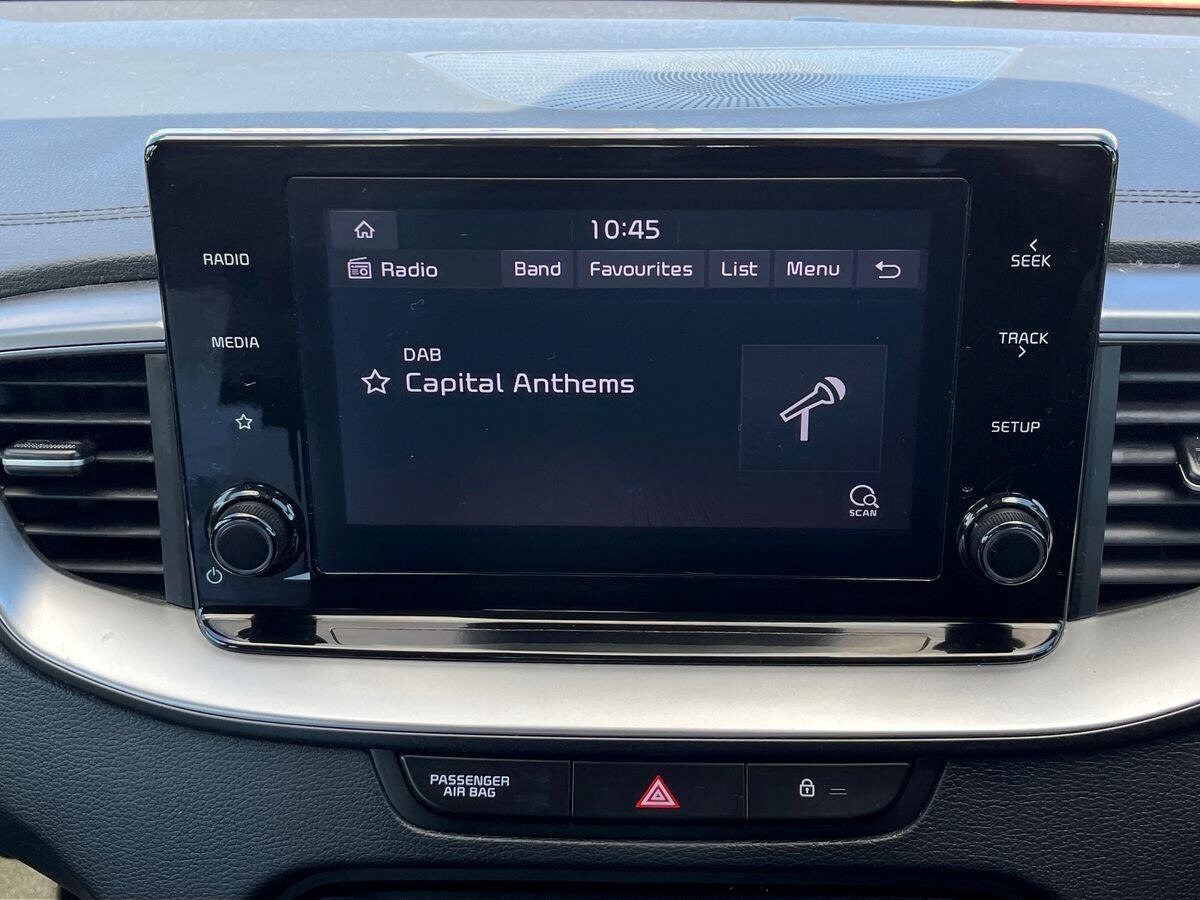 10:45
Radio
Band
Favourites
List
Menu
DAB
Capital Anthems
SCAN
RADIO
MEDIA
SEEK
TRACK
SETUP
PASSENGER
AIR BAG